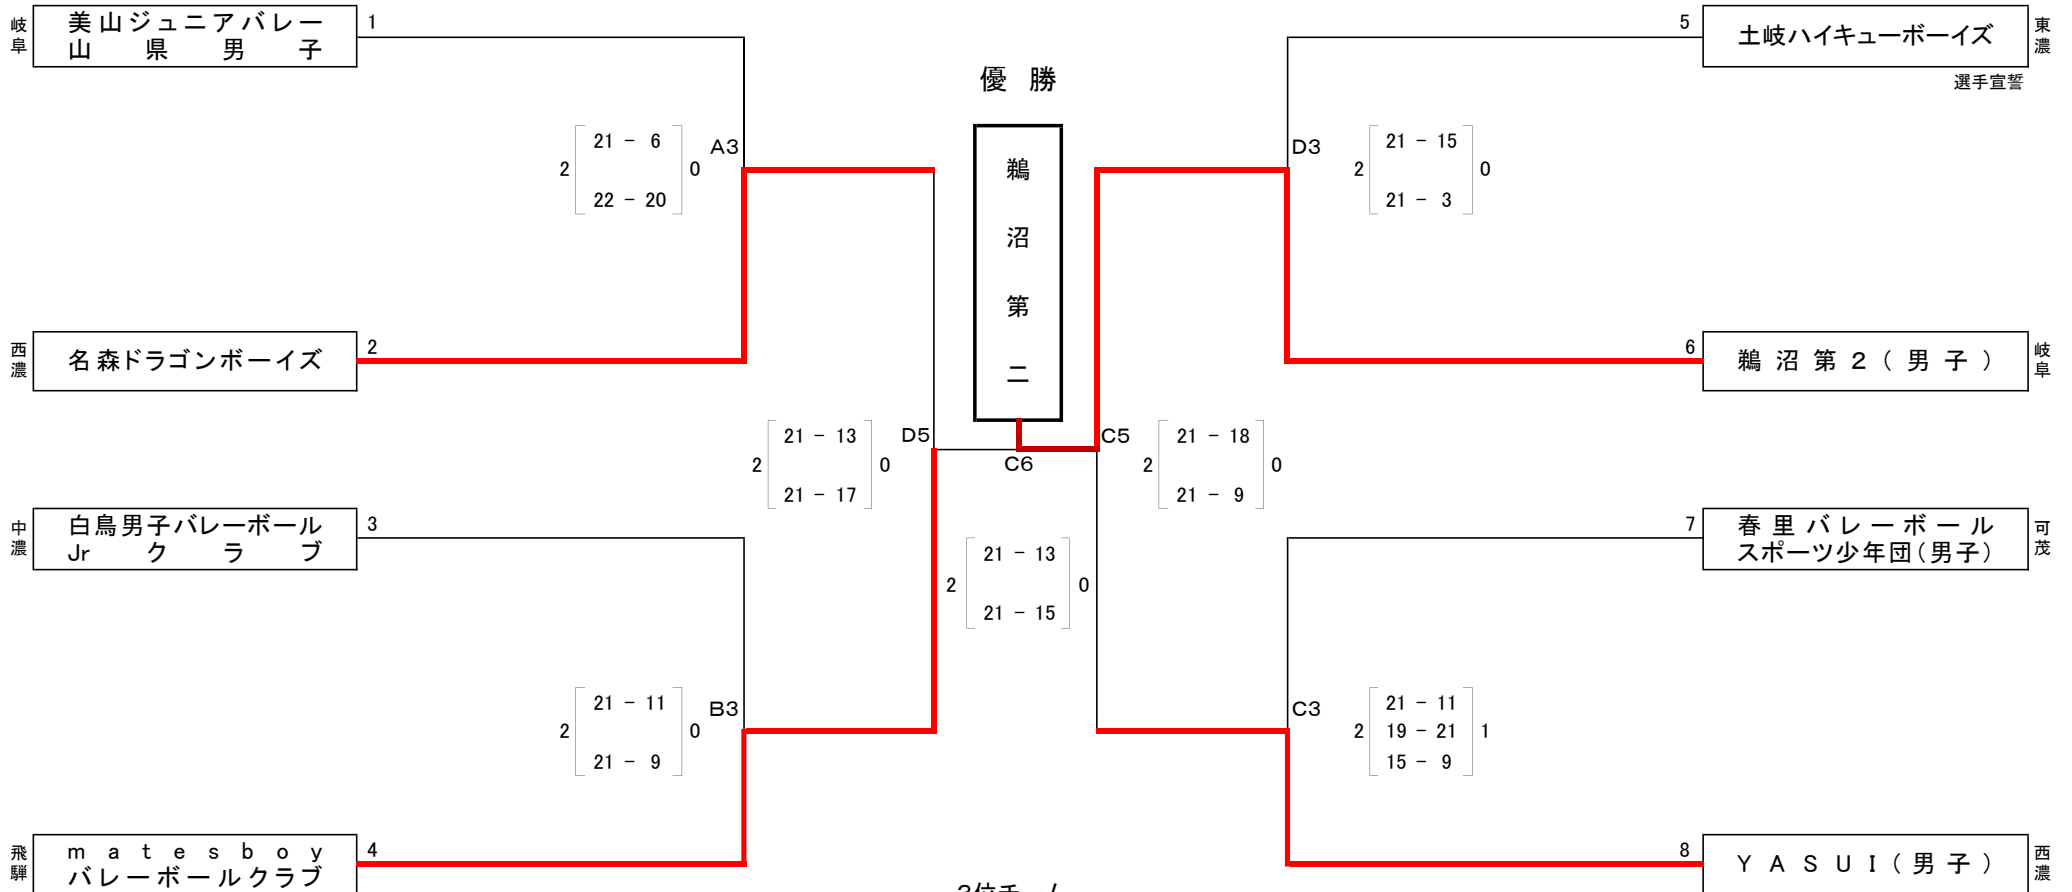 岐阜
美山ジュニアバレー
山県男子
1
5
土岐ハイキューボーイズ
東濃
選手宣誓
優勝
鵜沼第二
A3
2
21 - 6
22 - 20
0
D3
2
21 - 15
21 - 3
0
西濃
名森ドラゴンボーイズ
2
6
鵜沼第2(男子)
岐阜
D5
2
21 - 13
21 - 17
0
C5
2
21 - 18
21 - 9
0
C6
2
21 - 13
21 - 15
0
中濃
白鳥男子バレーボール
Jrクラブ
3
7
春里バレーボール
スポーツ少年団(男子)
可茂
B3
2
21 - 11
21 - 9
0
C3
2
21 - 11
19 - 21
15 - 9
1
飛騨
matesboy
バレーボールクラブ
4
8
YASUI(男子)
西濃